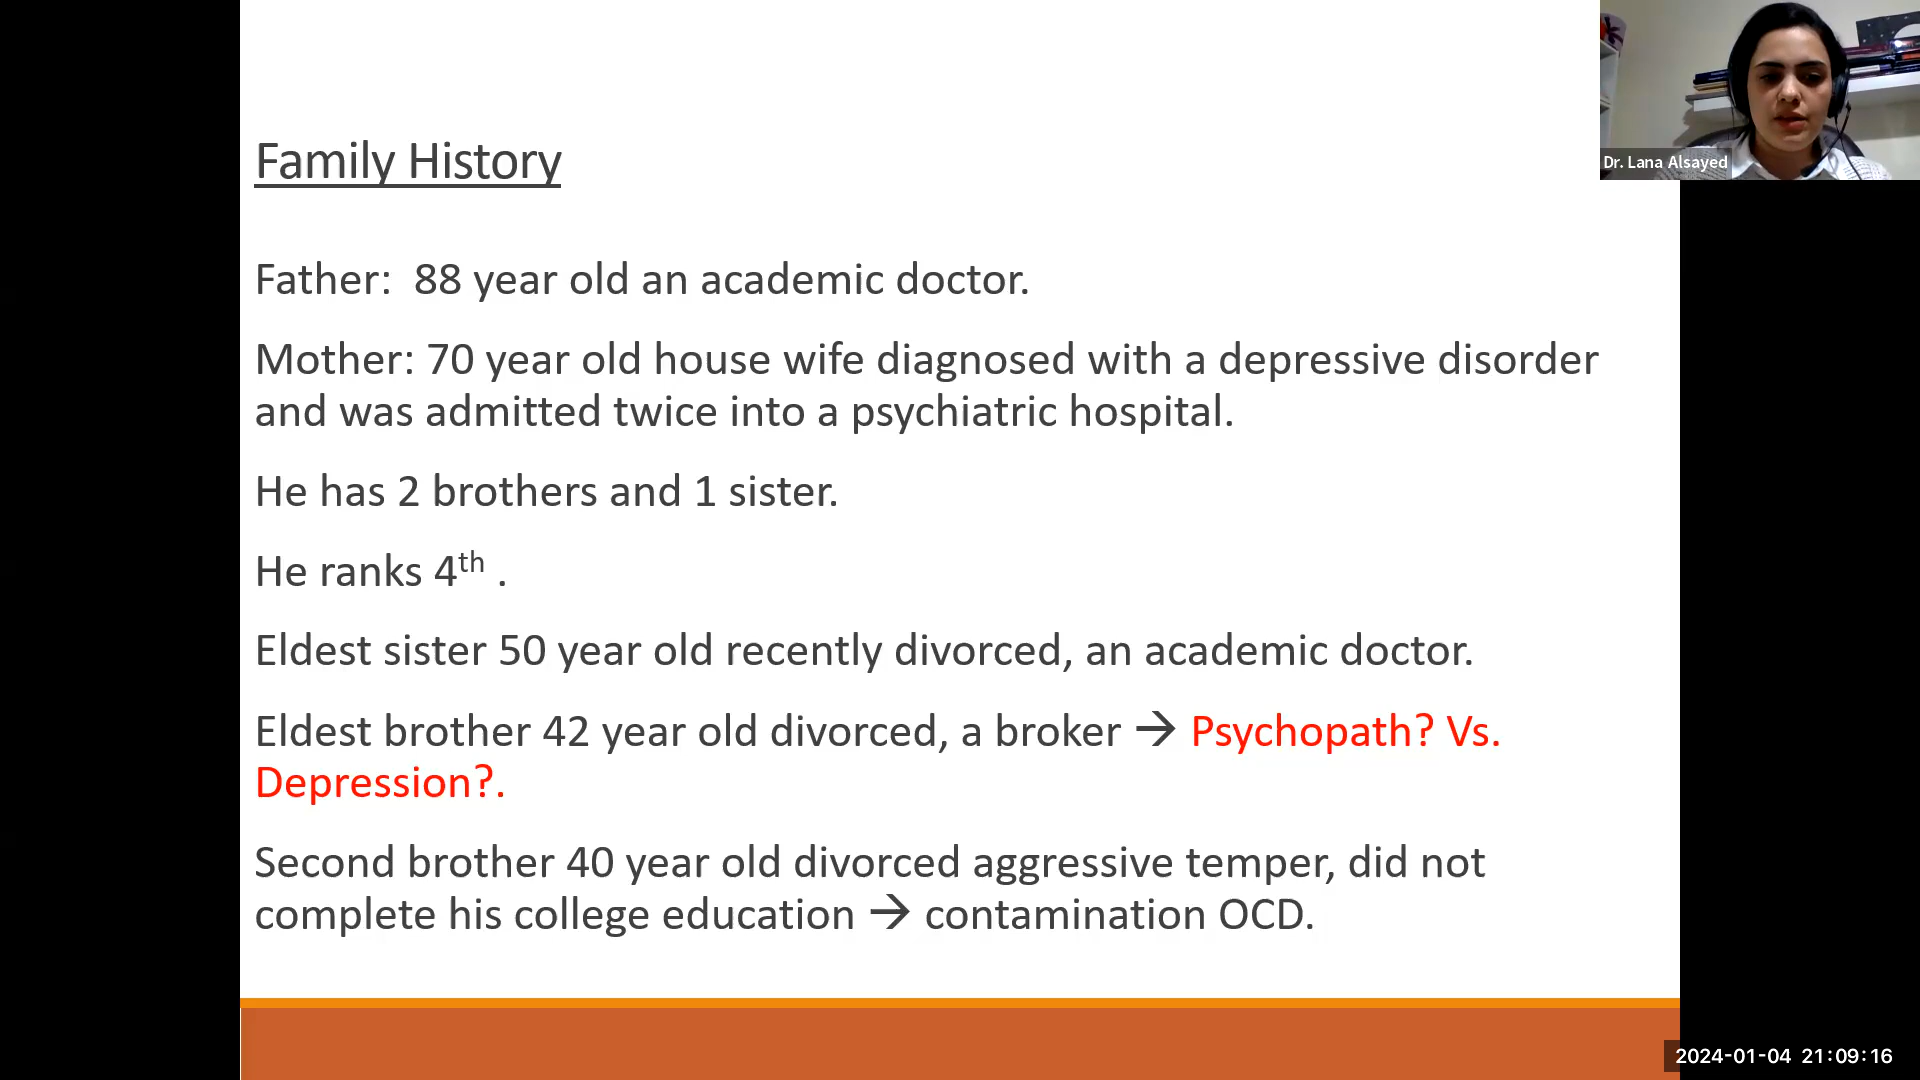 Dr. Lana Alsayed
Family History
Father:  88 year old an academic doctor.
Mother: 70 year old house wife diagnosed with a depressive disorder
and was admitted twice into a psychiatric hospital.
He has 2 brothers and 1 sister.
He ranks 4th .
Eldest sister 50 year old recently divorced, an academic doctor.
Eldest brother 42 year old divorced, a broker → Psychopath? Vs.
Depression?.
Second brother 40 year old divorced aggressive temper, did not
complete his college education → contamination OCD.
2024-01-04 21:09:16